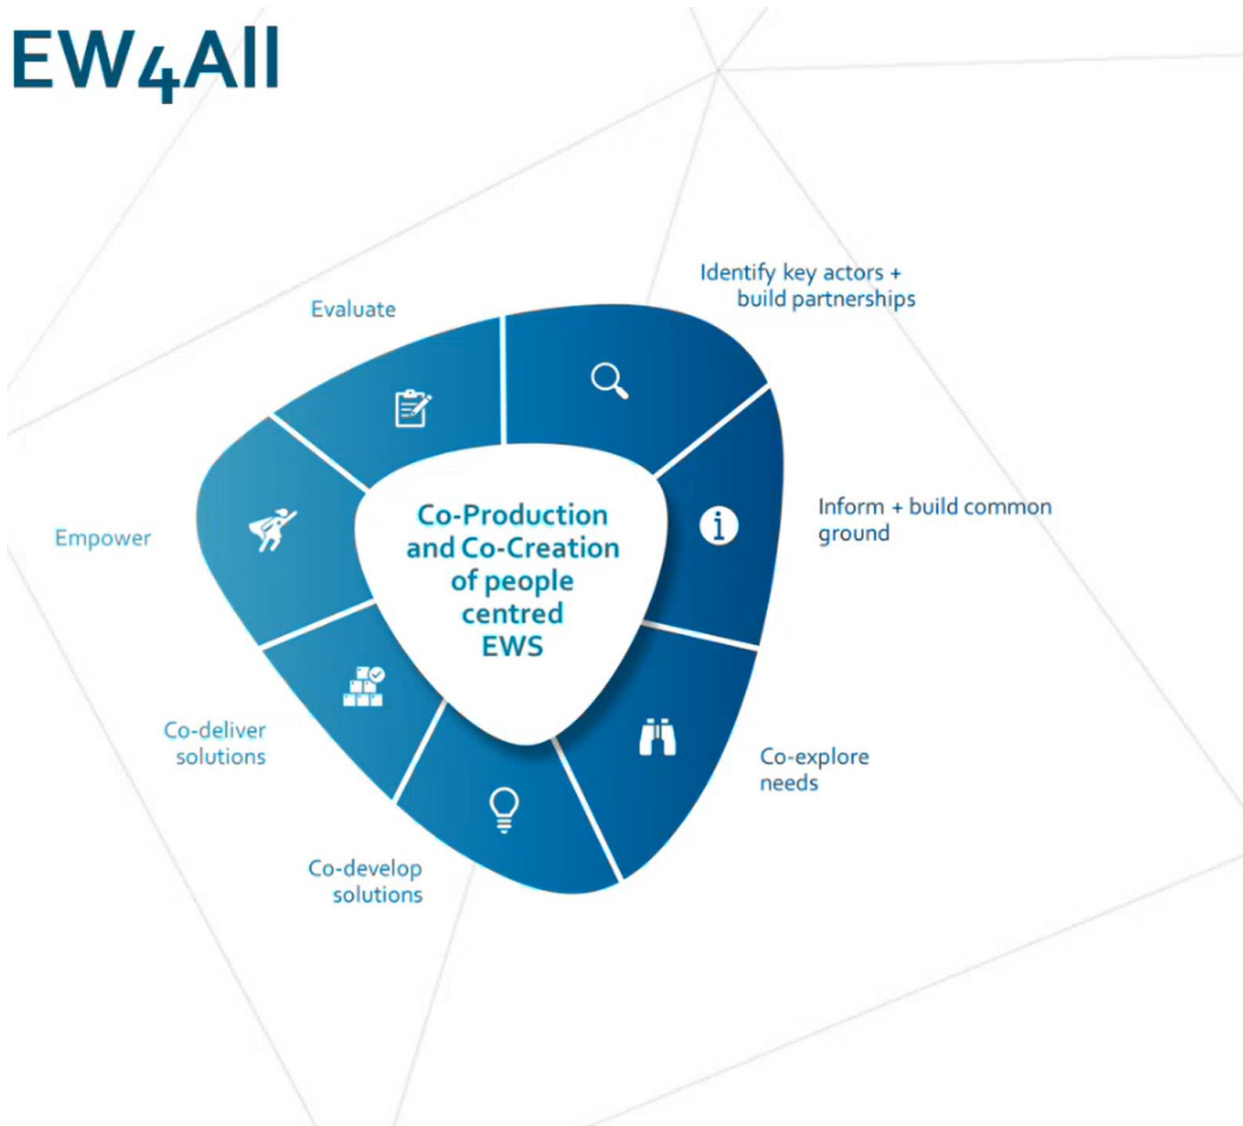 EW4All
Identify key actors +
build partnerships
Inform + build common
ground
Co-explore
needs
Co-develop
solutions
Co-deliver
solutions
Empower
Evaluate
Co-Production
and Co-Creation
of people
centred
EWS